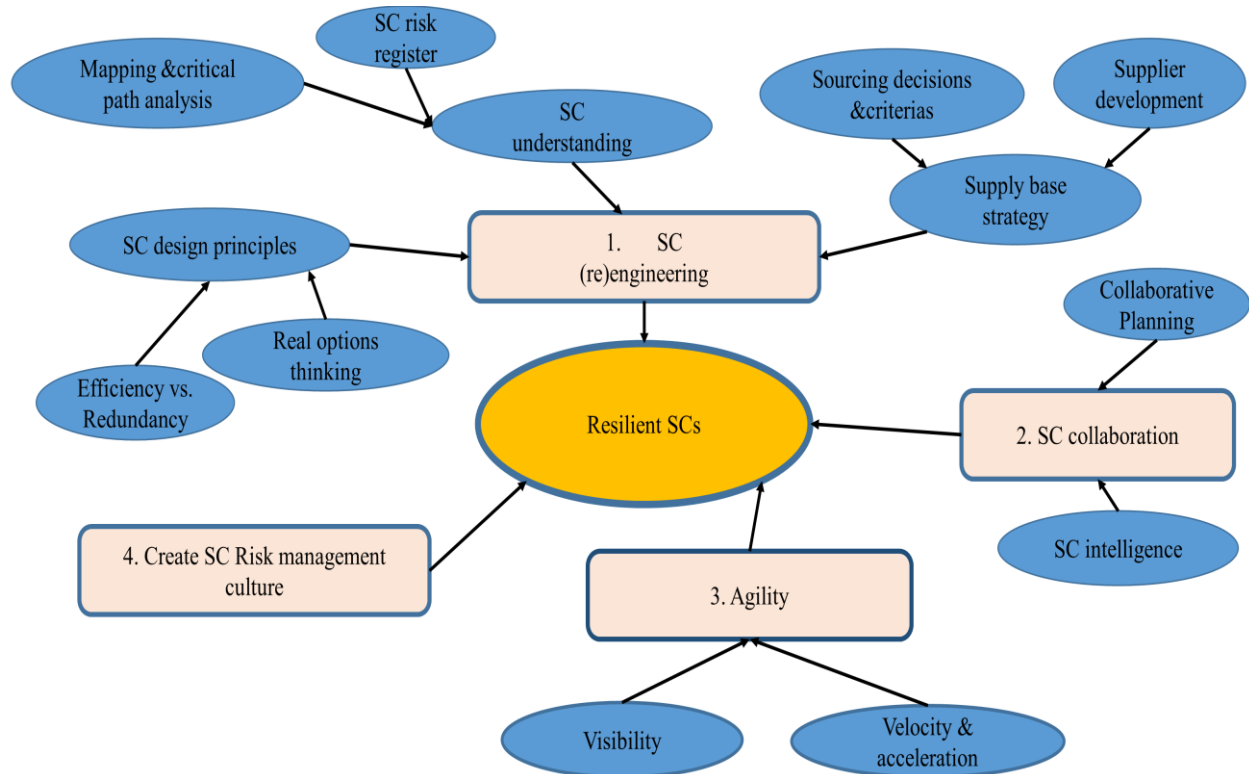 SC risk
register
Mapping &critical
path analysis
Sourcing decisions
&criterias
Supplier
development
SC
understanding
Supply base
strategy
SC design principles
1. SC
(re)engineering
Real options
thinking
Efficiency vs.
Redundancy
Collaborative
Planning
Resilient SCs
2. SC collaboration
4. Create SC Risk management
culture
SC intelligence
3. Agility
Visibility
Velocity &
acceleration